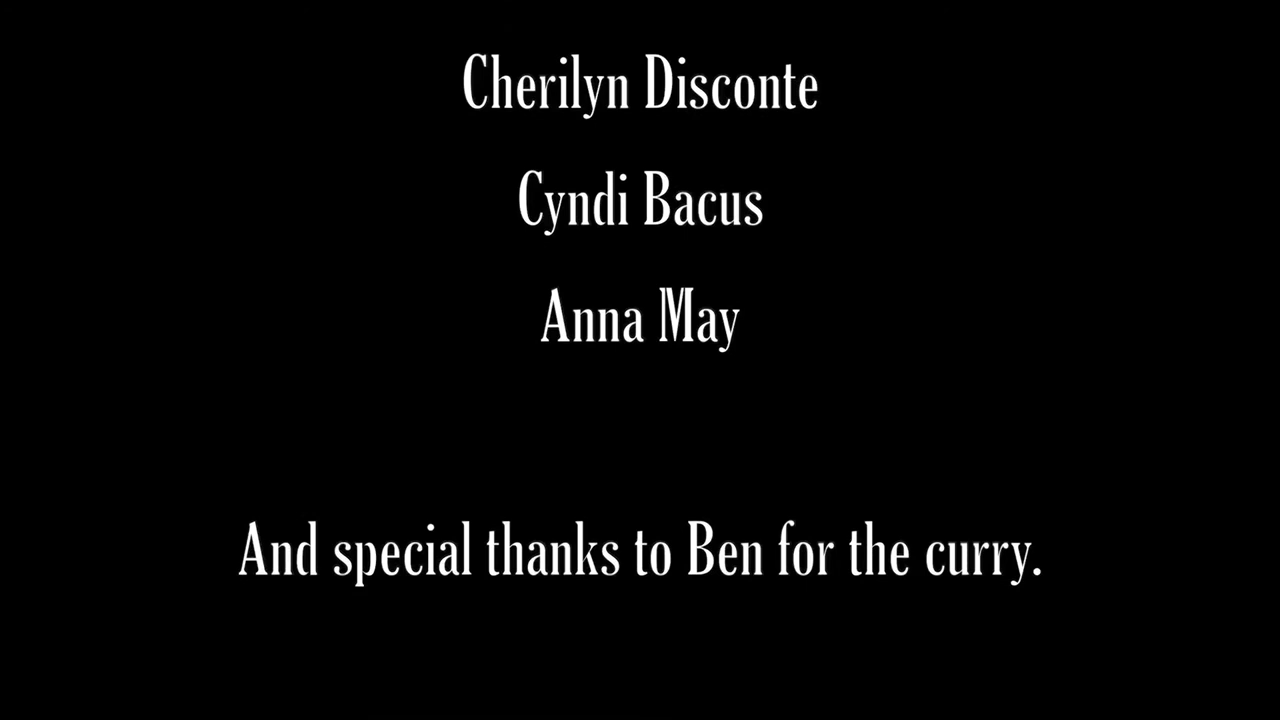 Cherilyn Disconte
Cyndi Bacus
Anna May
And special thanks to Ben for the curry.